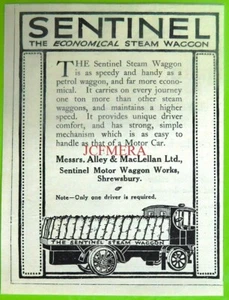 SENTINEL
THE ECONOMICAL STEAM WAGGON
THE Sentinel Steam Waggon
is as speedy and handy as a
petrol waggon, and far more econo-
mical. It carries on every journey
one ton more than other steam
waggons, and maintains a higher
speed. It provides unique driver
comfort, and has strong, simple
mechanism which is as easy to
handle as that of a Motor Car.
JCFMERA
Messrs. Alley & MacLellan Ltd.,
Sentinel Motor Waggon Works,
Shrewsbury.
Note—Only one driver is required.
THE SENTINEL STEAM WAGGON